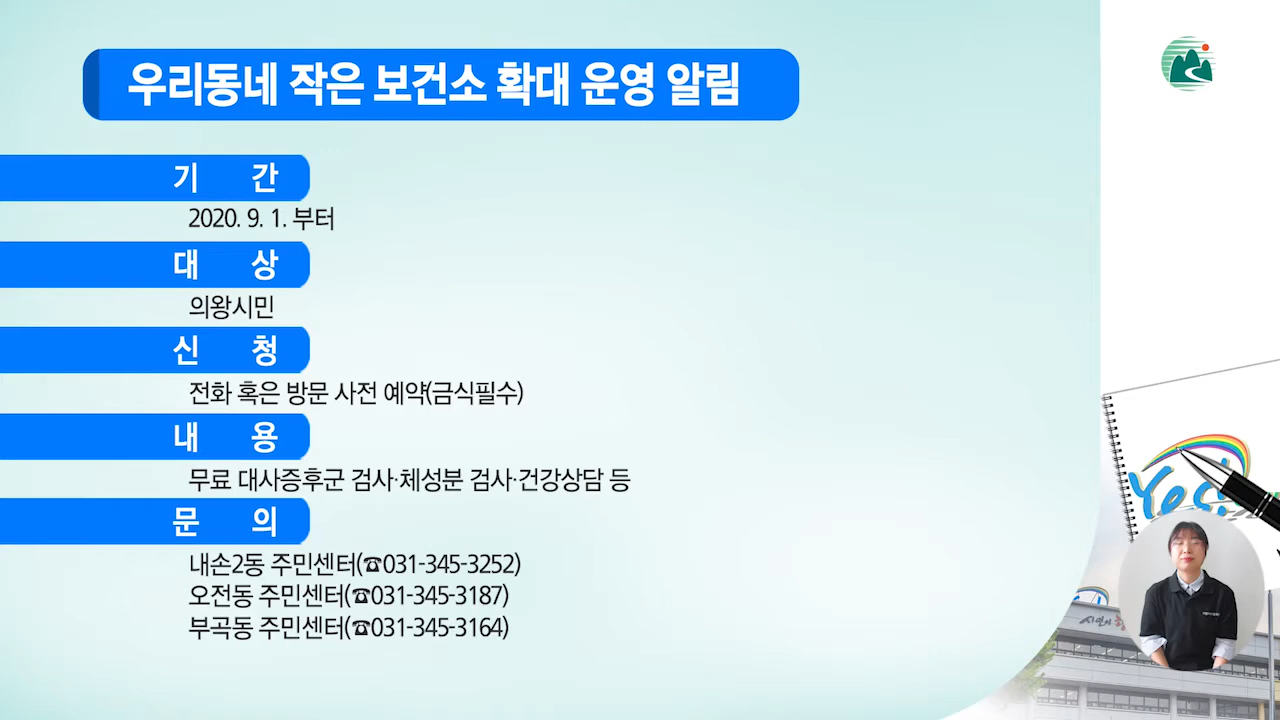 우리동네 작은 보건소 확대 운영 알림
기 간
2020. 9. 1. 부터
대 상
의왕시민
신 청
전화 혹은 방문 사전 예약(금식필수)
내 용
무료 대사증후군 검사·체성분 검사·건강상담 등
문 의
내손2동 주민센터(☎031-345-3252)
오전동 주민센터(☎031-345-3187)
부곡동 주민센터(☎031-345-3164)
Yes!